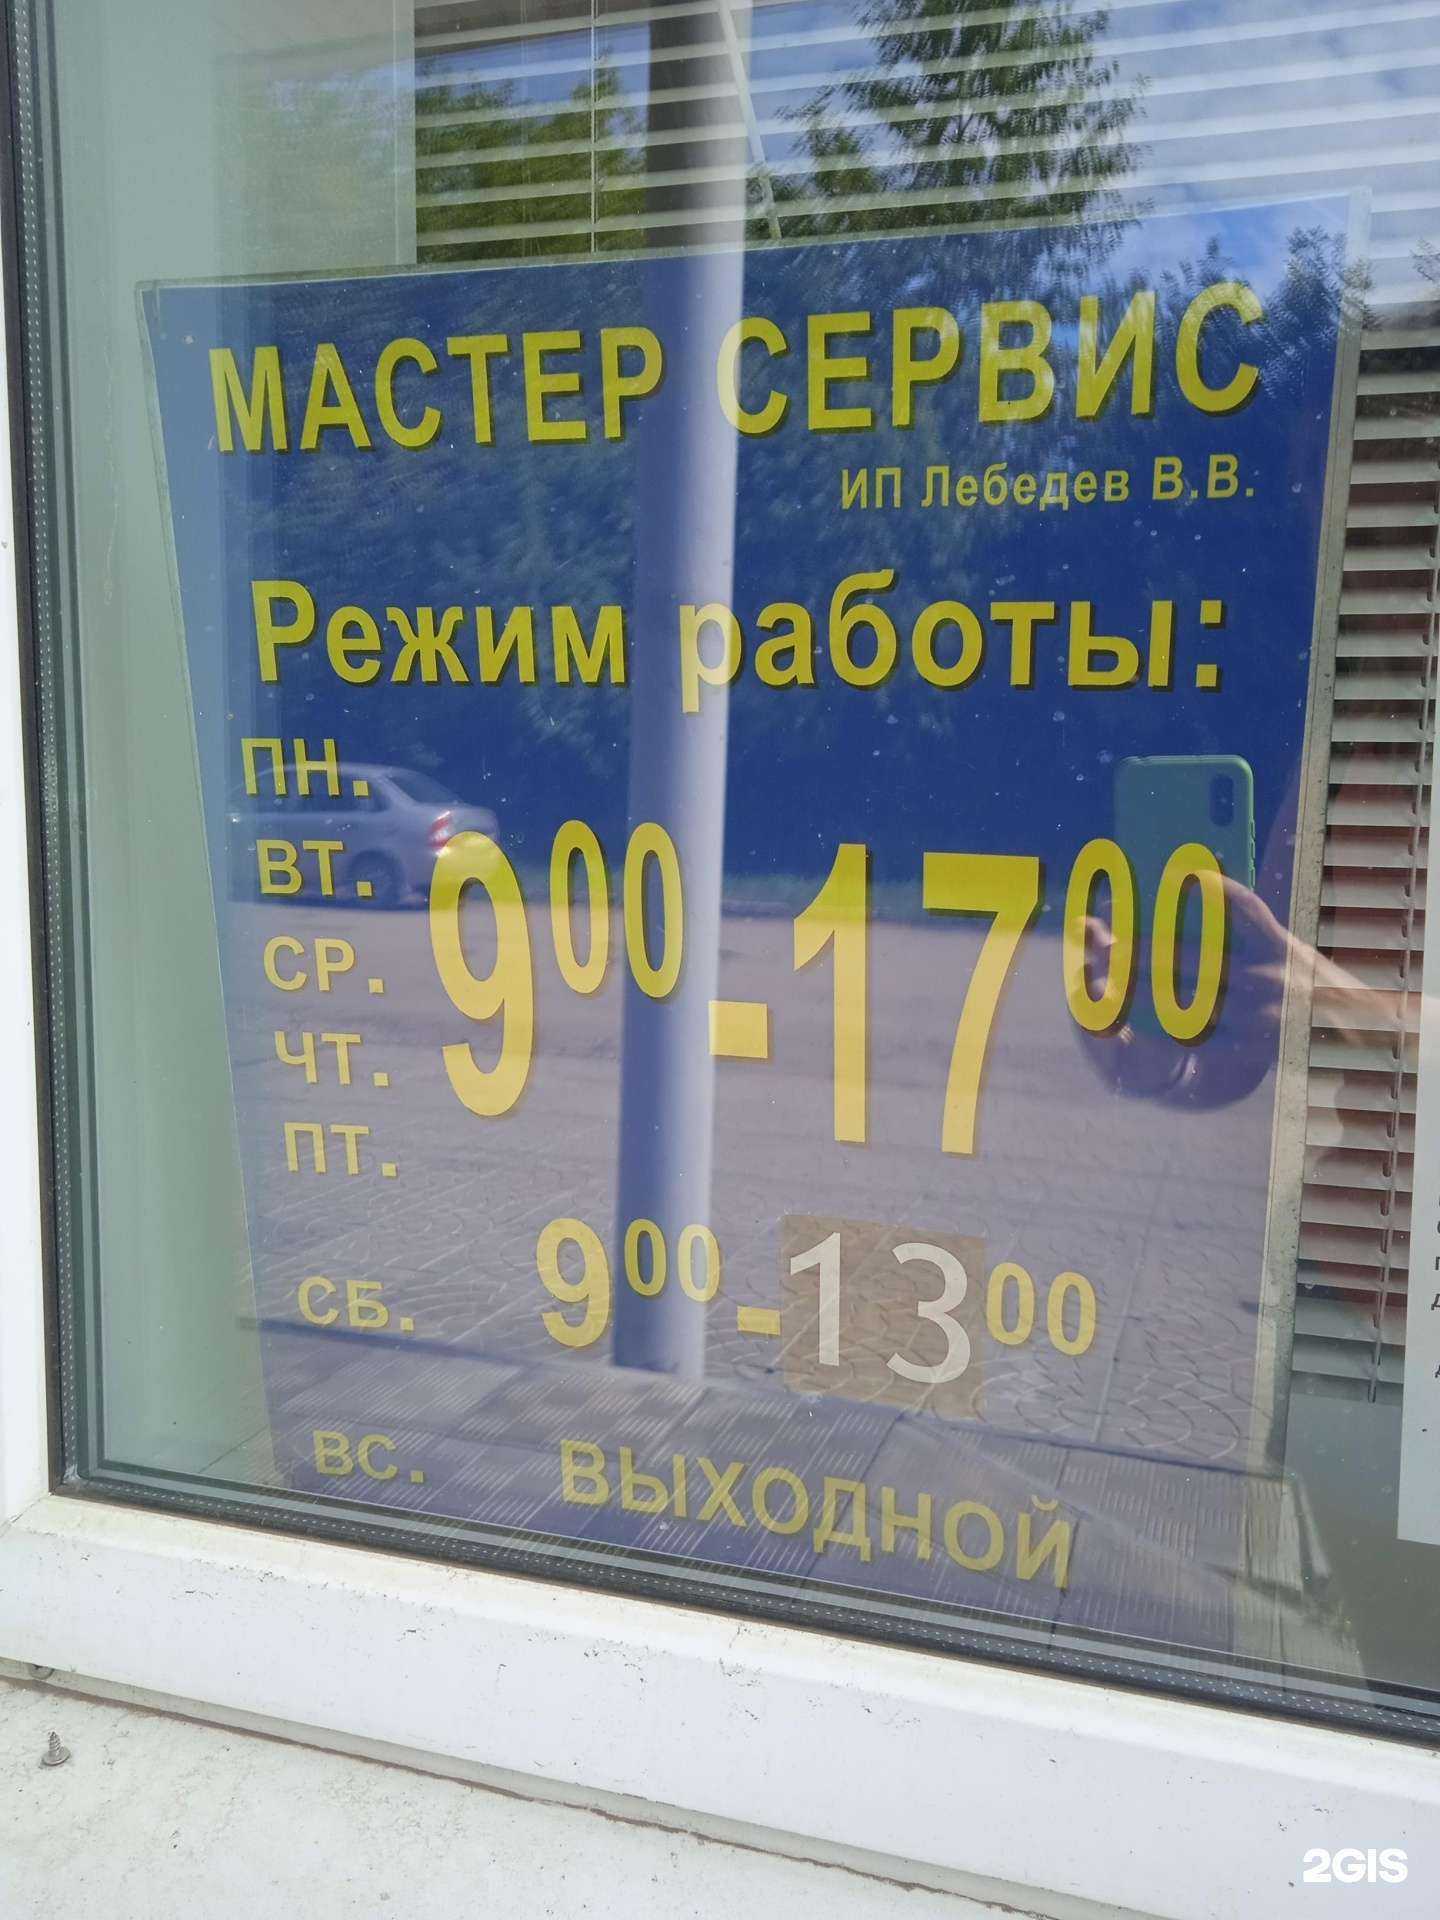 МАСТЕР СЕРВИС
ИП Лебедев В.В.
Режим работы:
ПН.
ВТ.
СР.
ЧТ.
ПТ.
9⁰⁰-17⁰⁰
СБ. 9⁰⁰-13⁰⁰
ВС. ВЫХОДНОЙ
2GIS